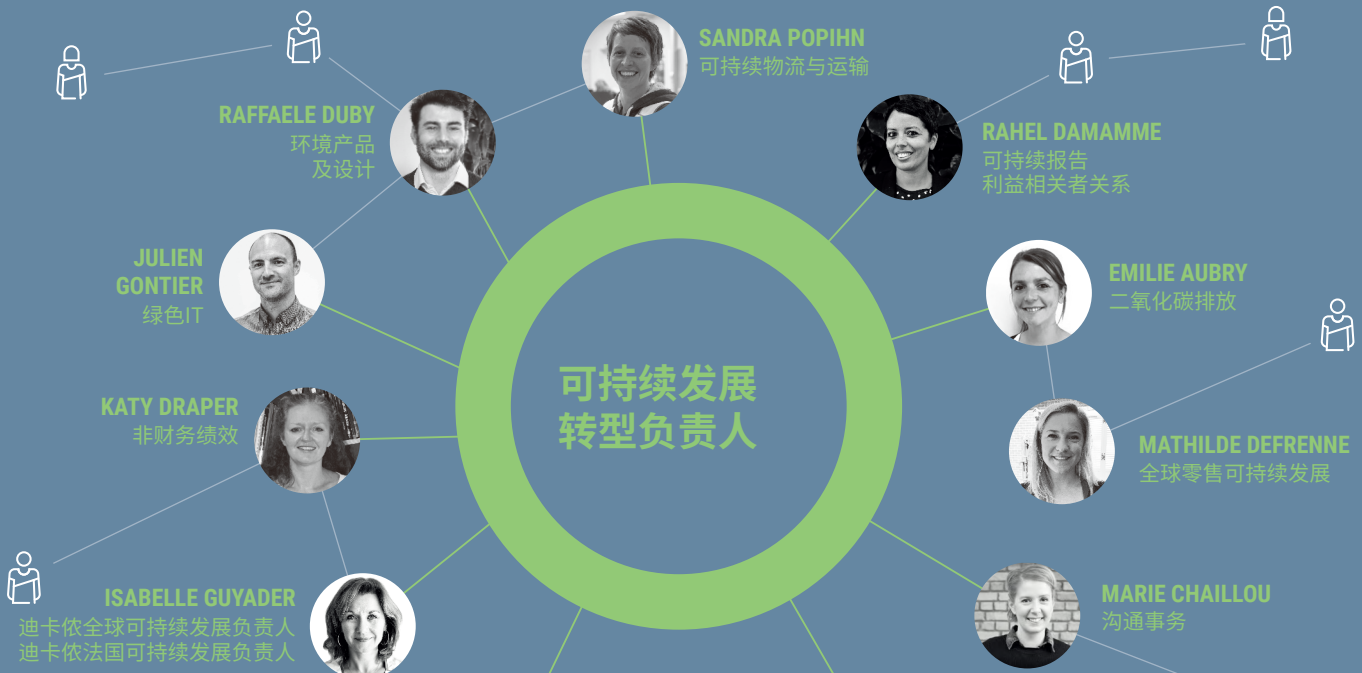 SANDRA POPIHN
可持续物流与运输
RAFFAELE DUBY
环境产品
及设计
RAHEL DAMAMME
可持续报告
利益相关者关系
JULIEN
GONTIER
绿色IT
EMILIE AUBRY
二氧化碳排放
可持续发展
转型负责人
KATY DRAPER
非财务绩效
MATHILDE DEFRENNE
全球零售可持续发展
ISABELLE GUYADER
迪卡侬全球可持续发展负责人
迪卡侬法国可持续发展负责人
MARIE CHAILLOU
沟通事务